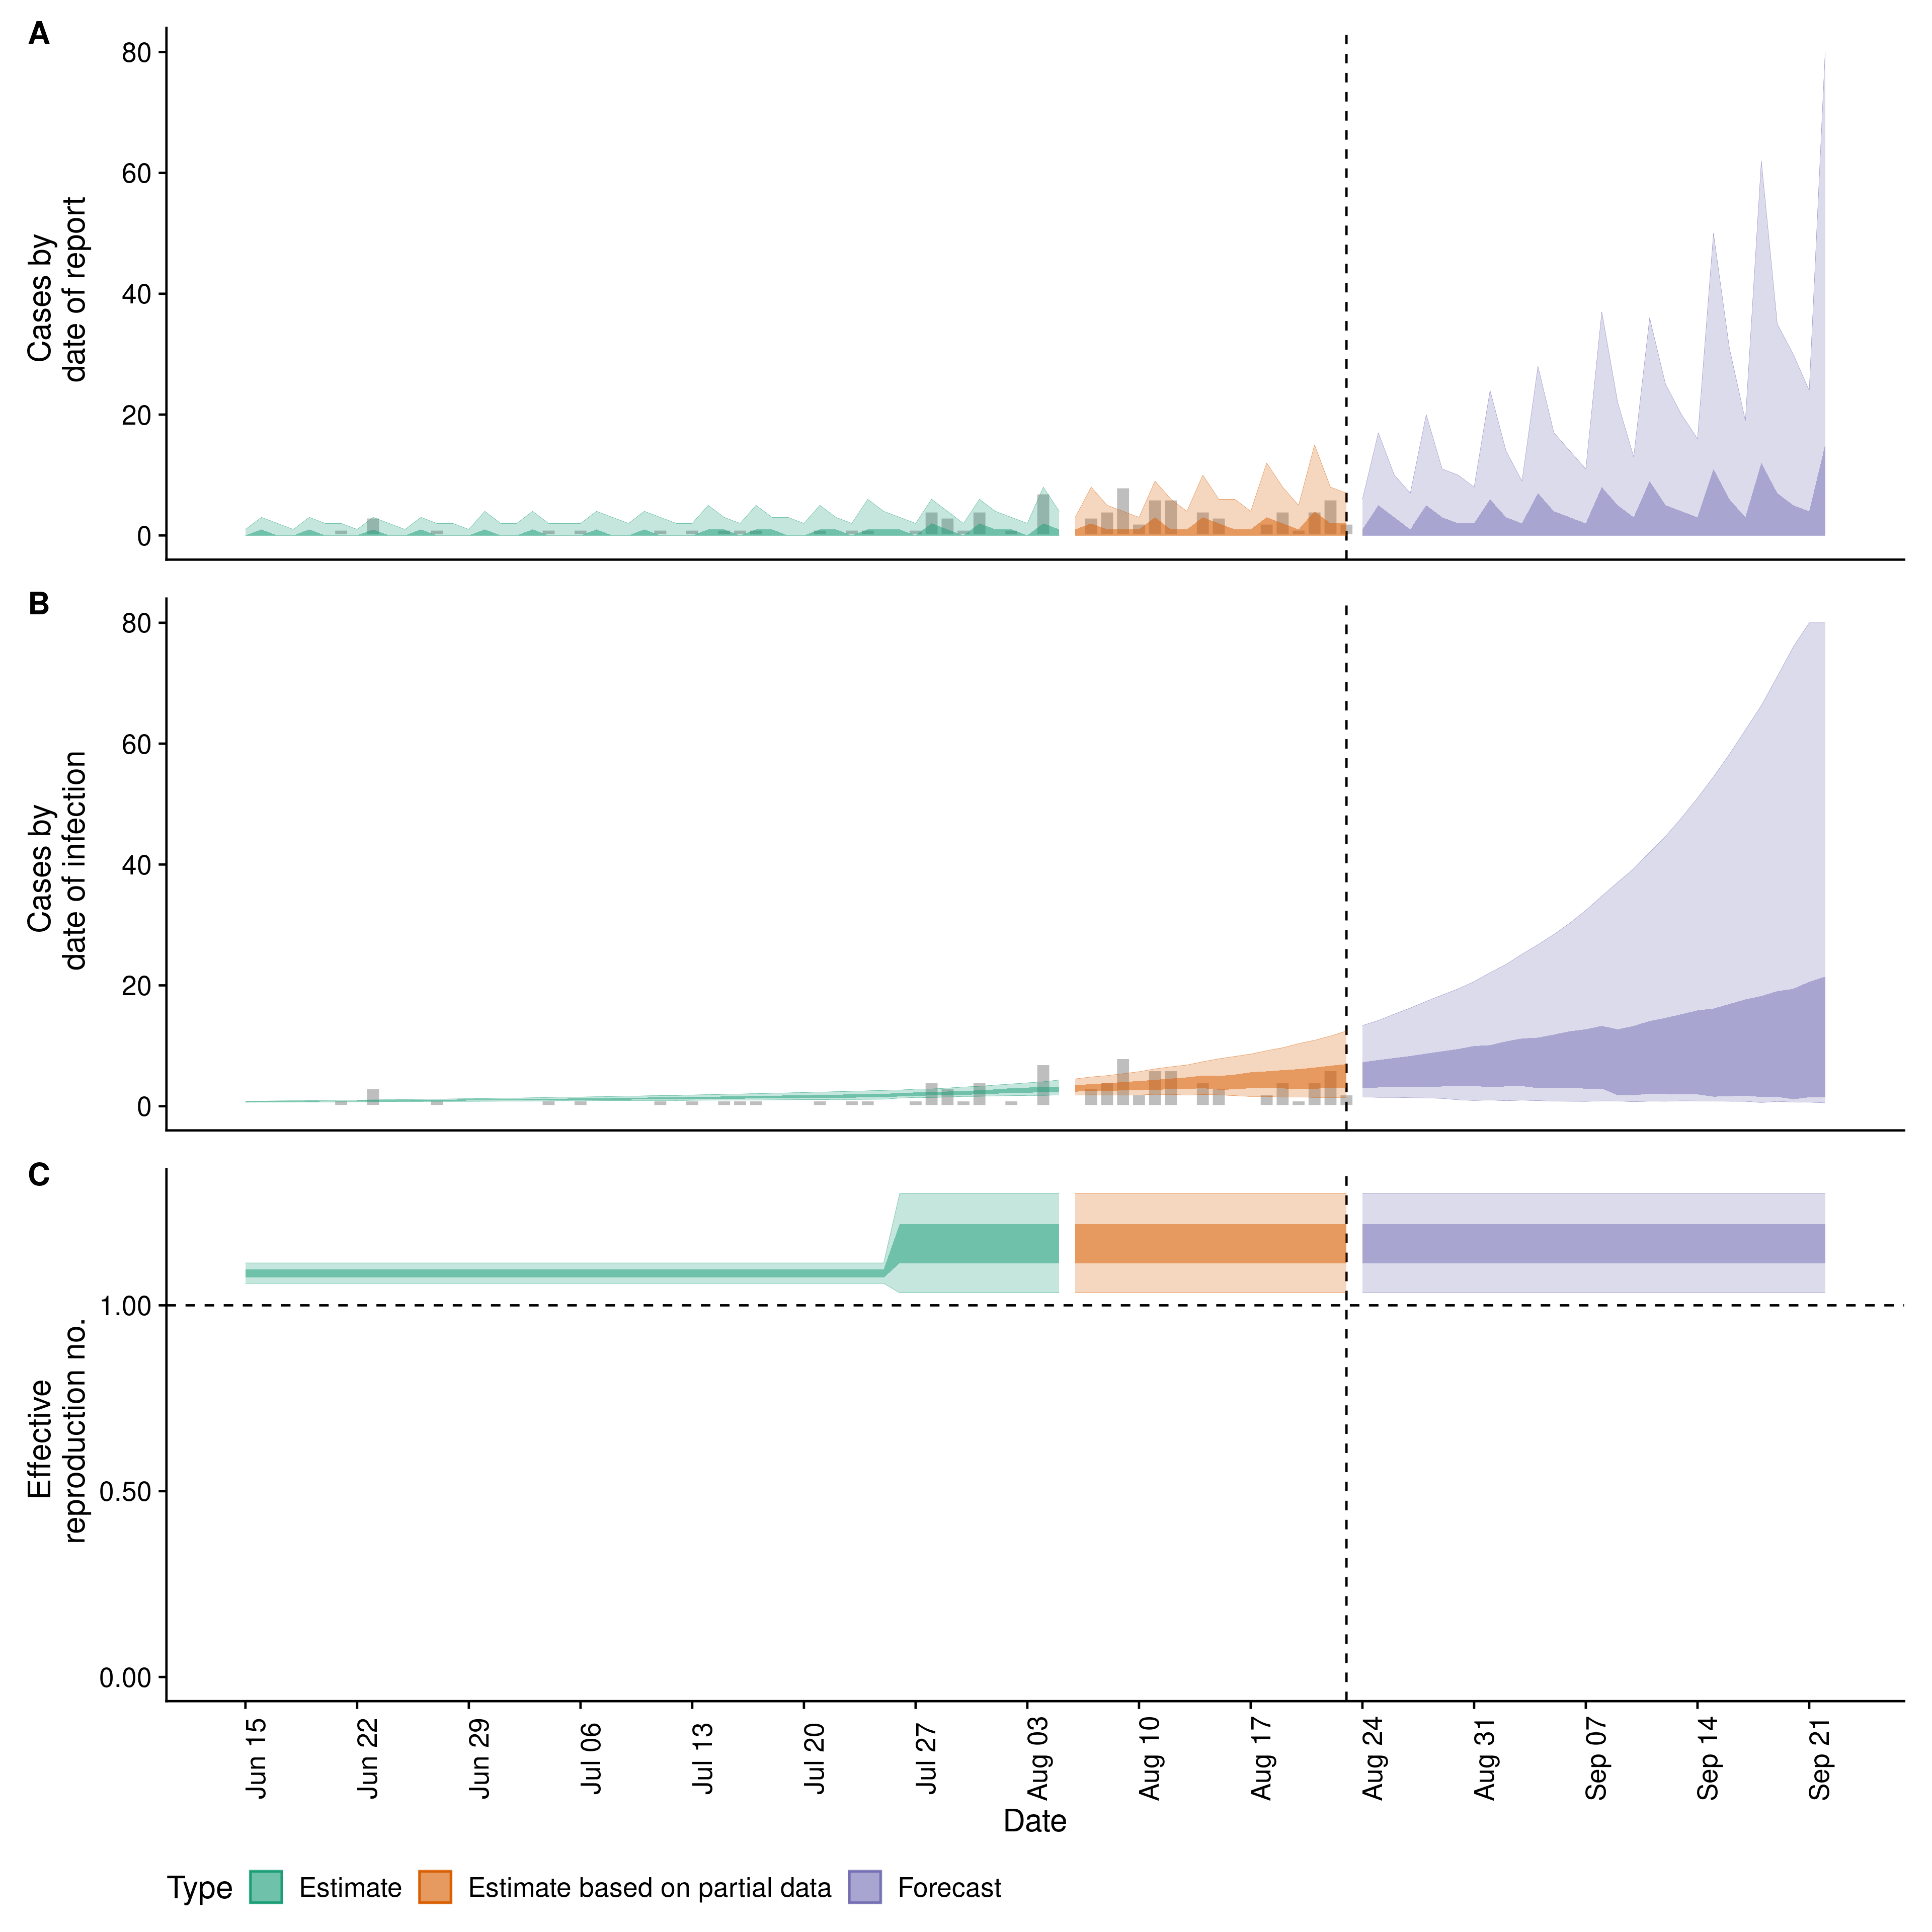 A
80
60
40
20
0
Cases by
date of report
B
80
60
40
20
0
Cases by
date of infection
C
1.00
0.50
0.00
Effective
reproduction no.
Jun 15
Jun 22
Jun 29
Jul 06
Jul 13
Jul 20
Jul 27
Aug 03
Aug 10
Aug 17
Aug 24
Aug 31
Sep 07
Sep 14
Sep 21
Date
Type Estimate Estimate based on partial data Forecast